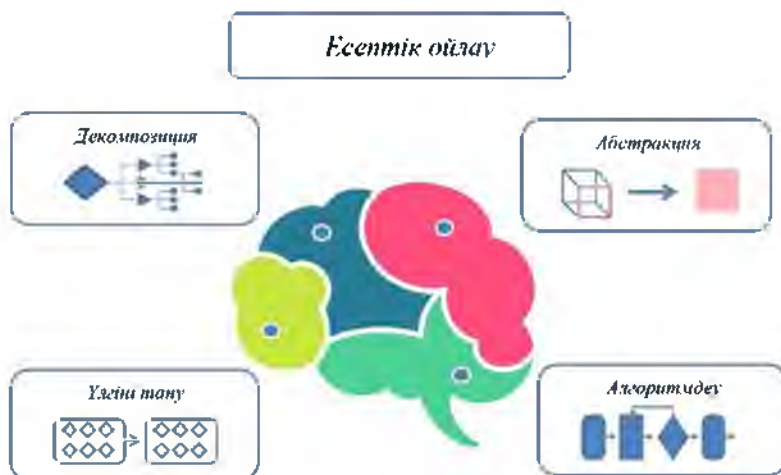 Есептік ойлау
Декомпозиция
Абстракция
Үлгіні тану
Алгоритмдеу